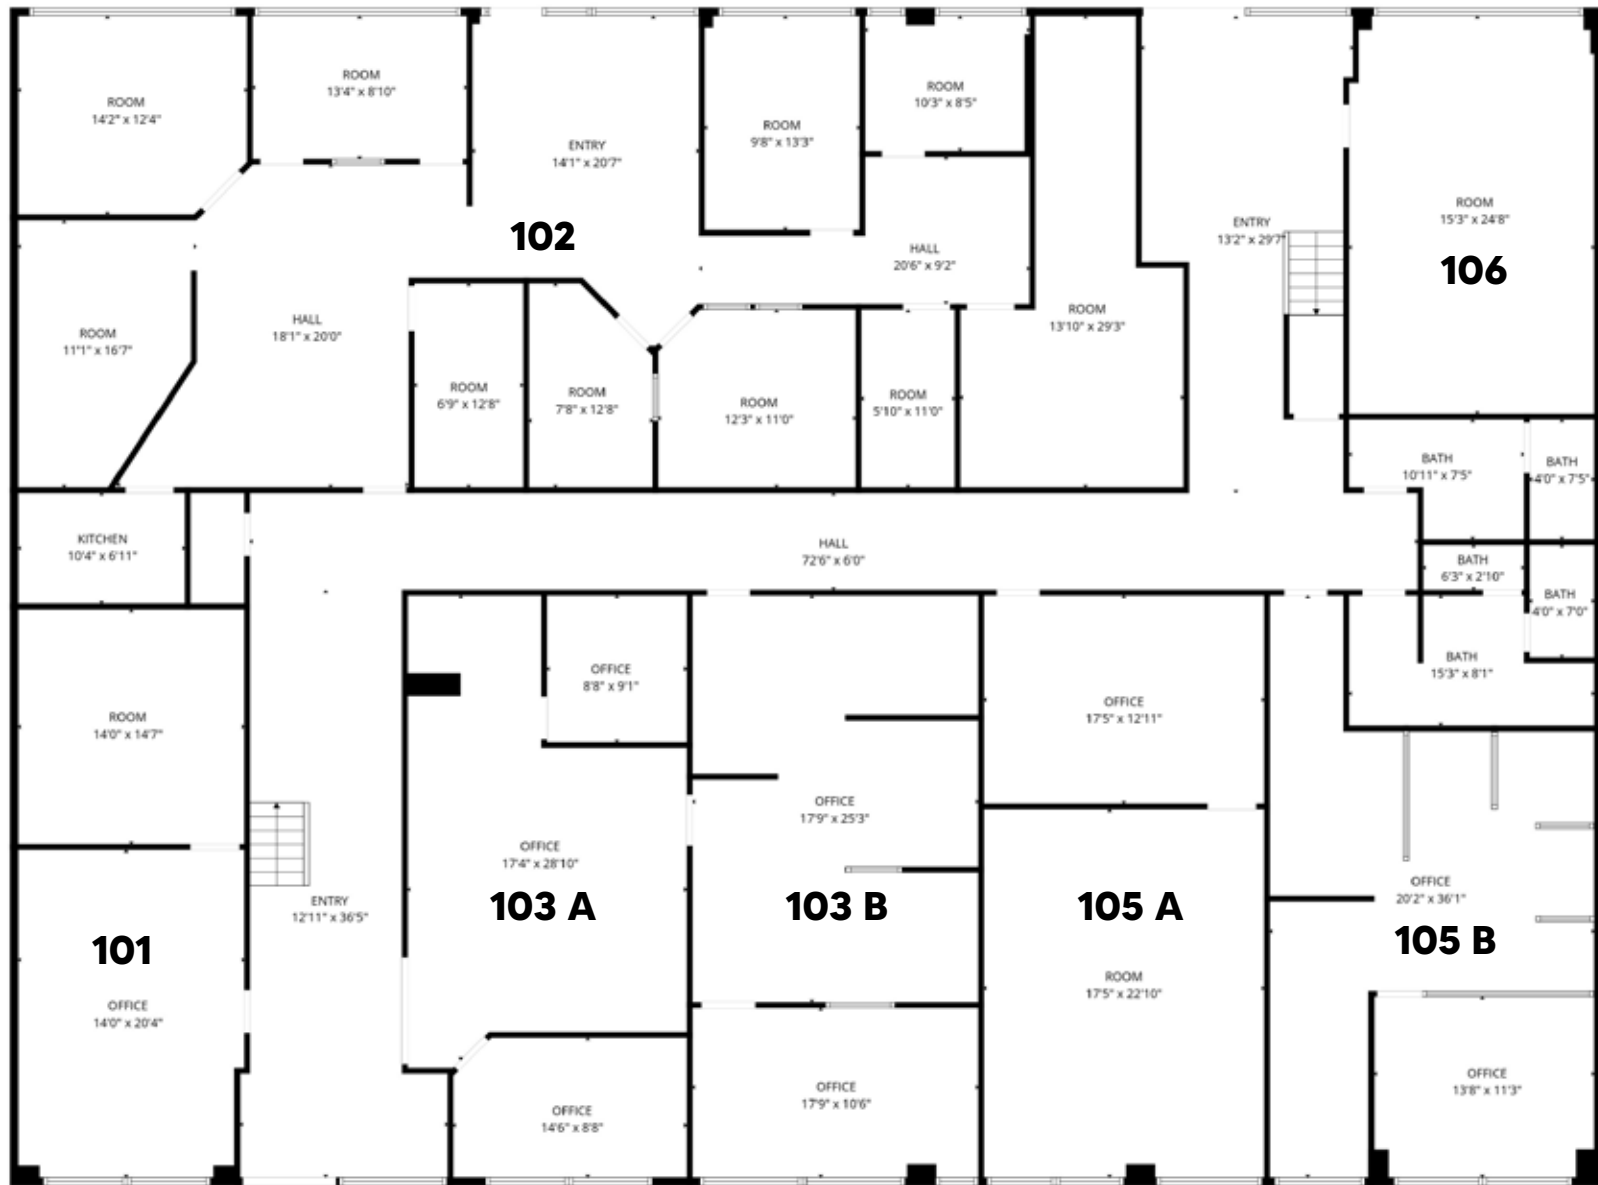 ROOM
14'2" x 12'4"
ROOM
13'4" x 8'10"
ENTRY
14'1" x 20'7"
102
ROOM
9'8" x 13'3"
ROOM
10'3" x 8'5"
HALL
20'6" x 9'2"
ENTRY
13'2" x 29'7"
ROOM
15'3" x 24'8"
106
ROOM
11'1" x 16'7"
HALL
18'1" x 20'0"
ROOM
6'9" x 12'8"
ROOM
7'8" x 12'8"
ROOM
12'3" x 11'0"
ROOM
5'10" x 11'0"
ROOM
13'10" x 29'3"
BATH
10'11" x 7'5"
BATH
4'0" x 7'5"
KITCHEN
10'4" x 6'11"
HALL
72'6" x 6'0"
BATH
6'3" x 2'10"
BATH
4'0" x 7'0"
BATH
15'3" x 8'1"
ROOM
14'0" x 14'7"
OFFICE
8'8" x 9'1"
OFFICE
17'5" x 12'11"
OFFICE
17'4" x 28'10"
103 A
OFFICE
17'9" x 25'3"
103 B
105 A
OFFICE
20'2" x 36'1"
105 B
ENTRY
12'11" x 36'5"
101
OFFICE
14'0" x 20'4"
ROOM
17'5" x 22'10"
OFFICE
14'6" x 8'8"
OFFICE
17'9" x 10'6"
OFFICE
13'8" x 11'3"